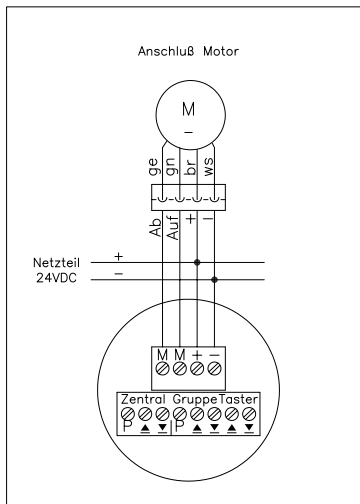 Anschluß Motor
M
–
ge gn br ws
Ab Auf + –
Netzteil +
24VDC –
M M + –
Zentral Gruppe Taster
P ▲ ▼ P ▲ ▼ ▲ ▼